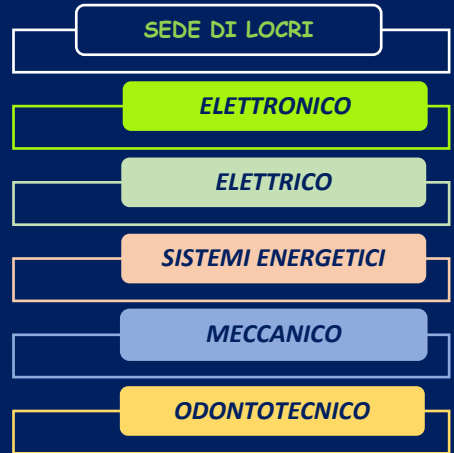 SEDE DI LOCRI
ELETTRONICO
ELETTRICO
SISTEMI ENERGETICI
MECCANICO
ODONTOTECNICO